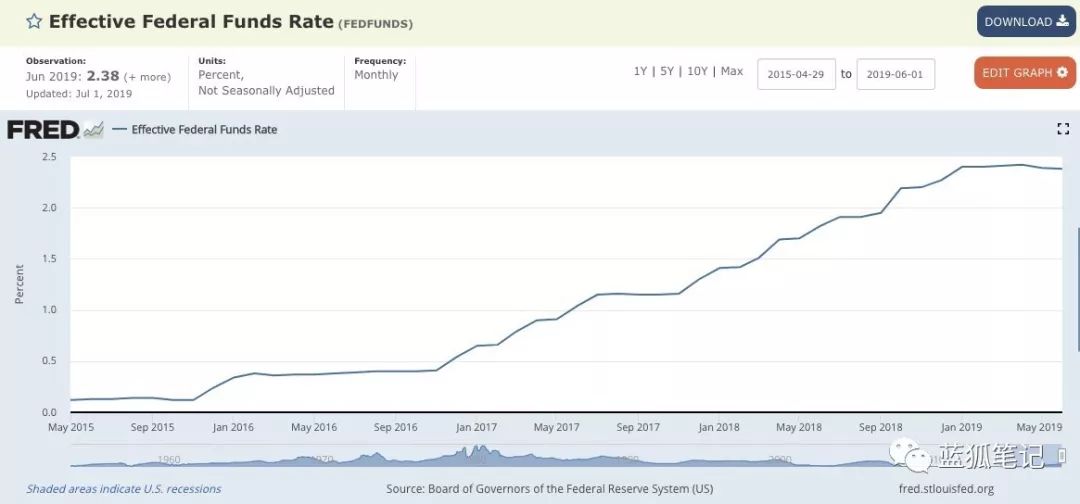 Effective Federal Funds Rate (FEDFUNDS)
DOWNLOAD
Observation:
Jun 2019: 2.38 (+ more)
Updated: Jul 1, 2019
Units:
Percent,
Not Seasonally Adjusted
Frequency:
Monthly
1Y | 5Y | 10Y | Max
2015-04-29 to 2019-06-01
EDIT GRAPH
FRED
Effective Federal Funds Rate
Percent
2.5
2.0
1.5
1.0
0.5
0.0
May 2015 Sep 2015 Jan 2016 May 2016 Sep 2016 Jan 2017 May 2017 Sep 2017 Jan 2018 May 2018 Sep 2018 Jan 2019 May 2019
1960 1970 1990 2000
蓝狐笔记
Shaded areas indicate U.S. recessions
Source: Board of Governors of the Federal Reserve System (US)
fred.stlouisfed.org